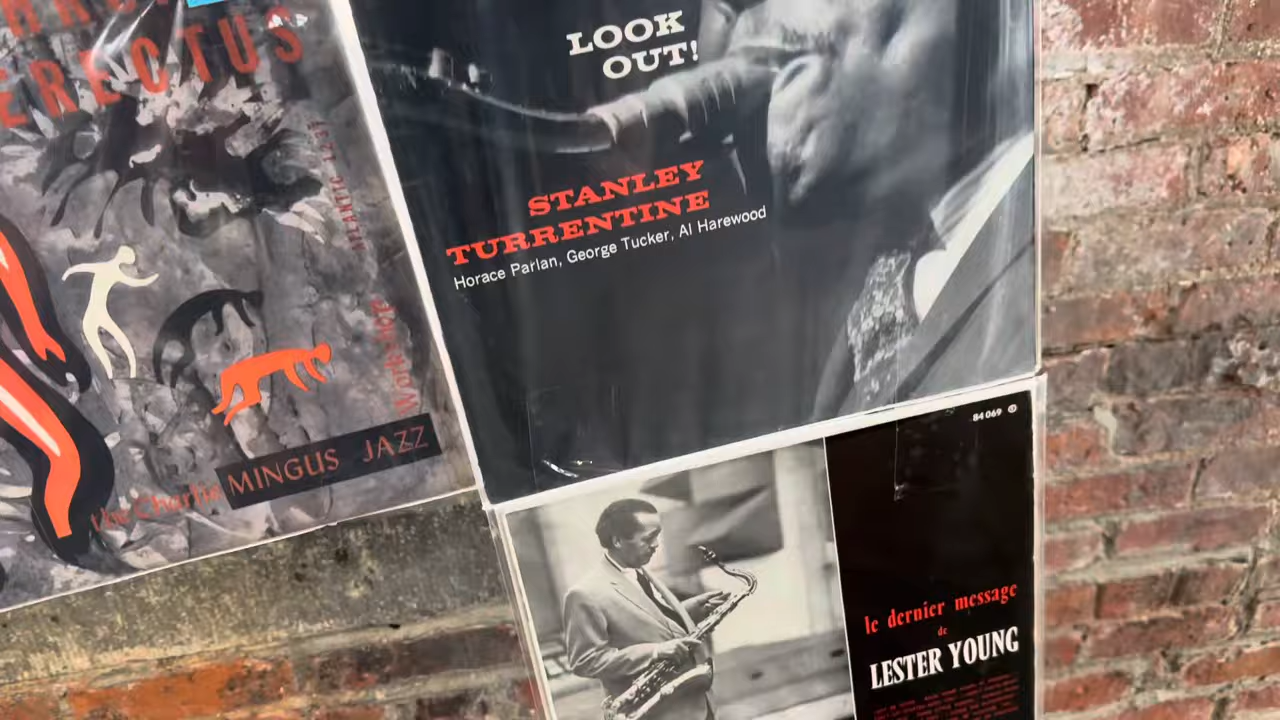 ERECTUS
ATLANTIC 1237
the Charlie MINGUS JAZZ
WORKSHOP
LOOK
OUT!
STANLEY
TURRENTINE
Horace Parlan, George Tucker, Al Harewood
84 069
le dernier message
de
LESTER YOUNG